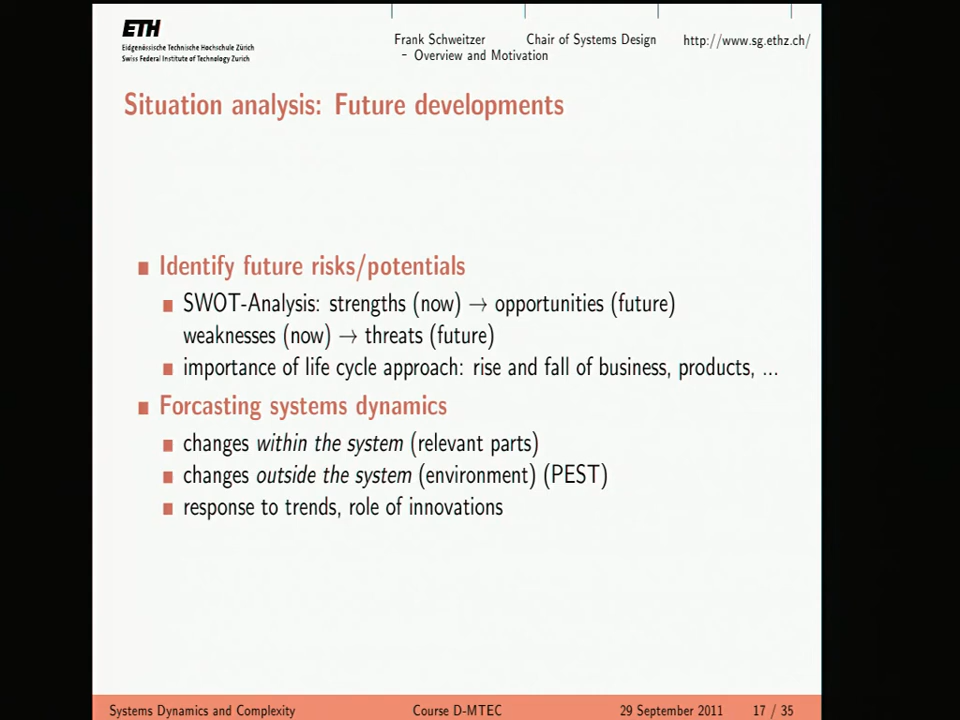 ETH
Eidgenössische Technische Hochschule Zürich
Swiss Federal Institute of Technology Zurich
Frank Schweitzer Chair of Systems Design http://www.sg.ethz.ch/
– Overview and Motivation
Situation analysis: Future developments
Identify future risks/potentials
SWOT-Analysis: strengths (now) → opportunities (future)
weaknesses (now) → threats (future)
importance of life cycle approach: rise and fall of business, products, ...
Forcasting systems dynamics
changes within the system (relevant parts)
changes outside the system (environment) (PEST)
response to trends, role of innovations
Systems Dynamics and Complexity Course D-MTEC 29 September 2011 17 / 35